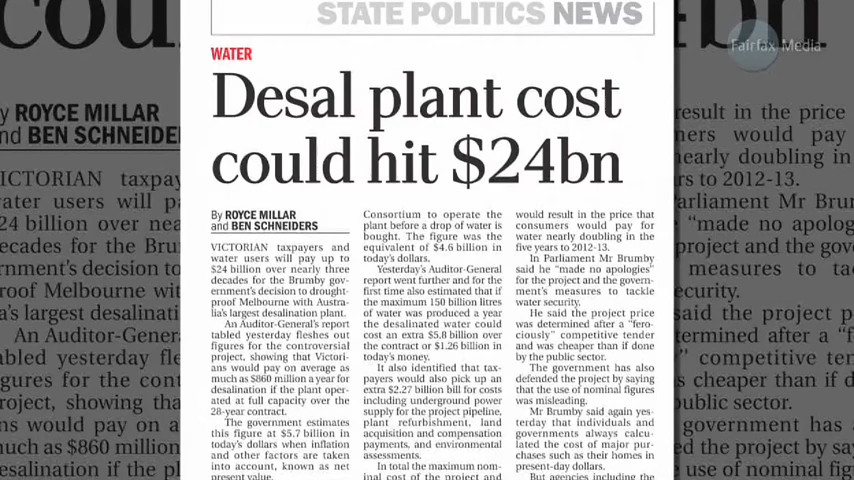 STATE POLITICS NEWS
Fairfax Media
WATER
Desal plant cost
could hit $24bn
By ROYCE MILLAR
and BEN SCHNEIDERS
VICTORIAN taxpayers and
water users will pay up to
$24 billion over nearly three
decades for the Brumby gov-
ernment's decision to drought-
proof Melbourne with Austra-
lia's largest desalination plant.
An Auditor-General's report
tabled yesterday fleshes out
figures for the controversial
project, showing that Victori-
ans would pay on average as
much as $860 million a year for
desalination if the plant oper-
ated at full capacity over the
28-year contract.
The government estimates
this figure at $5.7 billion in
today's dollars when inflation
and other factors are taken
into account, known as net
present value.
Consortium to operate the
plant before a drop of water is
bought. The figure was the
equivalent of $4.6 billion in
today's dollars.
Yesterday's Auditor-General
report went further and for the
first time also estimated that if
the maximum 150 billion litres
of water was produced a year
the desalinated water could
cost an extra $5.8 billion over
the contract or $1.26 billion in
today's money.
It also identified that tax-
payers would also pick up an
extra $2.27 billion bill for costs
including underground power
supply for the project pipeline,
plant refurbishment, land
acquisition and compensation
payments, and environmental
assessments.
In total the maximum nom-
inal cost of the project and
would result in the price that
consumers would pay for
water nearly doubling in the
five years to 2012-13.
In Parliament Mr Brumby
said he "made no apologies"
for the project and the govern-
ment's measures to tackle
water security.
He said the project price
was determined after a "fero-
ciously" competitive tender
and was cheaper than if done
by the public sector.
The government has also
defended the project by saying
that the use of nominal figures
was misleading.
Mr Brumby said again yes-
terday that individuals and
governments always calcu-
lated the cost of major pur-
chases such as their homes in
present-day dollars.
But agencies including the